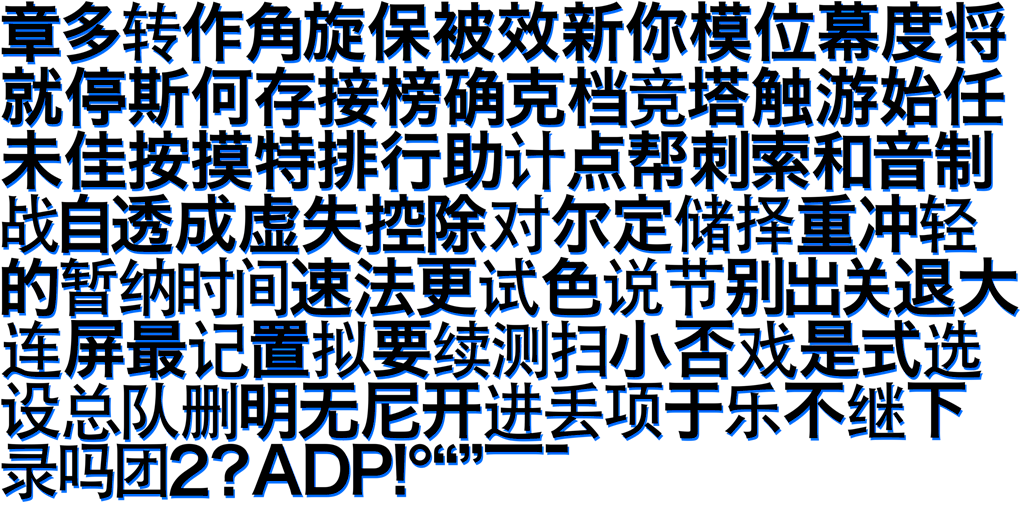 章多转作角旋保被效新你模位幕度将
就停斯何存接榜确克档竞塔触游始任
未佳按摸特排行助计点帮刺索和音制
战自透成虚失控除对尔定储择重冲轻
的暂纳时间速法更试色说节别出关退大
连屏最记置拟要续测扫小否戏是式选
设总队删明无尼开进丢项于乐不继下
录吗团2?ADP!°“”—-